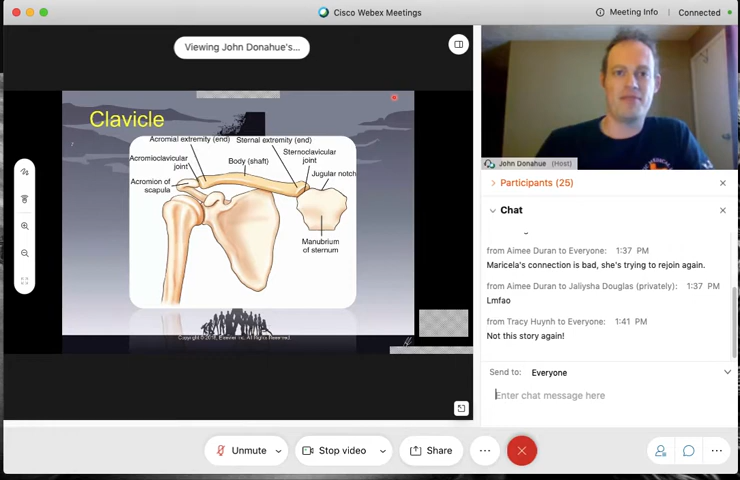 Cisco Webex Meetings
Meeting Info
Connected
Viewing John Donahue's...
Clavicle
Acromial extremity (end)
Sternal extremity (end)
Acromioclavicular
joint
Body (shaft)
Sternoclavicular
joint
Jugular notch
Acromion of
scapula
Manubrium
of sternum
John Donahue (Host)
Participants (25)
Chat
from Aimee Duran to Everyone: 1:37 PM
Maricela's connection is bad, she's trying to rejoin again.
from Aimee Duran to Jaliysha Douglas (privately): 1:37 PM
Lmfao
from Tracy Huynh to Everyone: 1:41 PM
Not this story again!
Send to: Everyone
Enter chat message here
Unmute
Stop video
Share